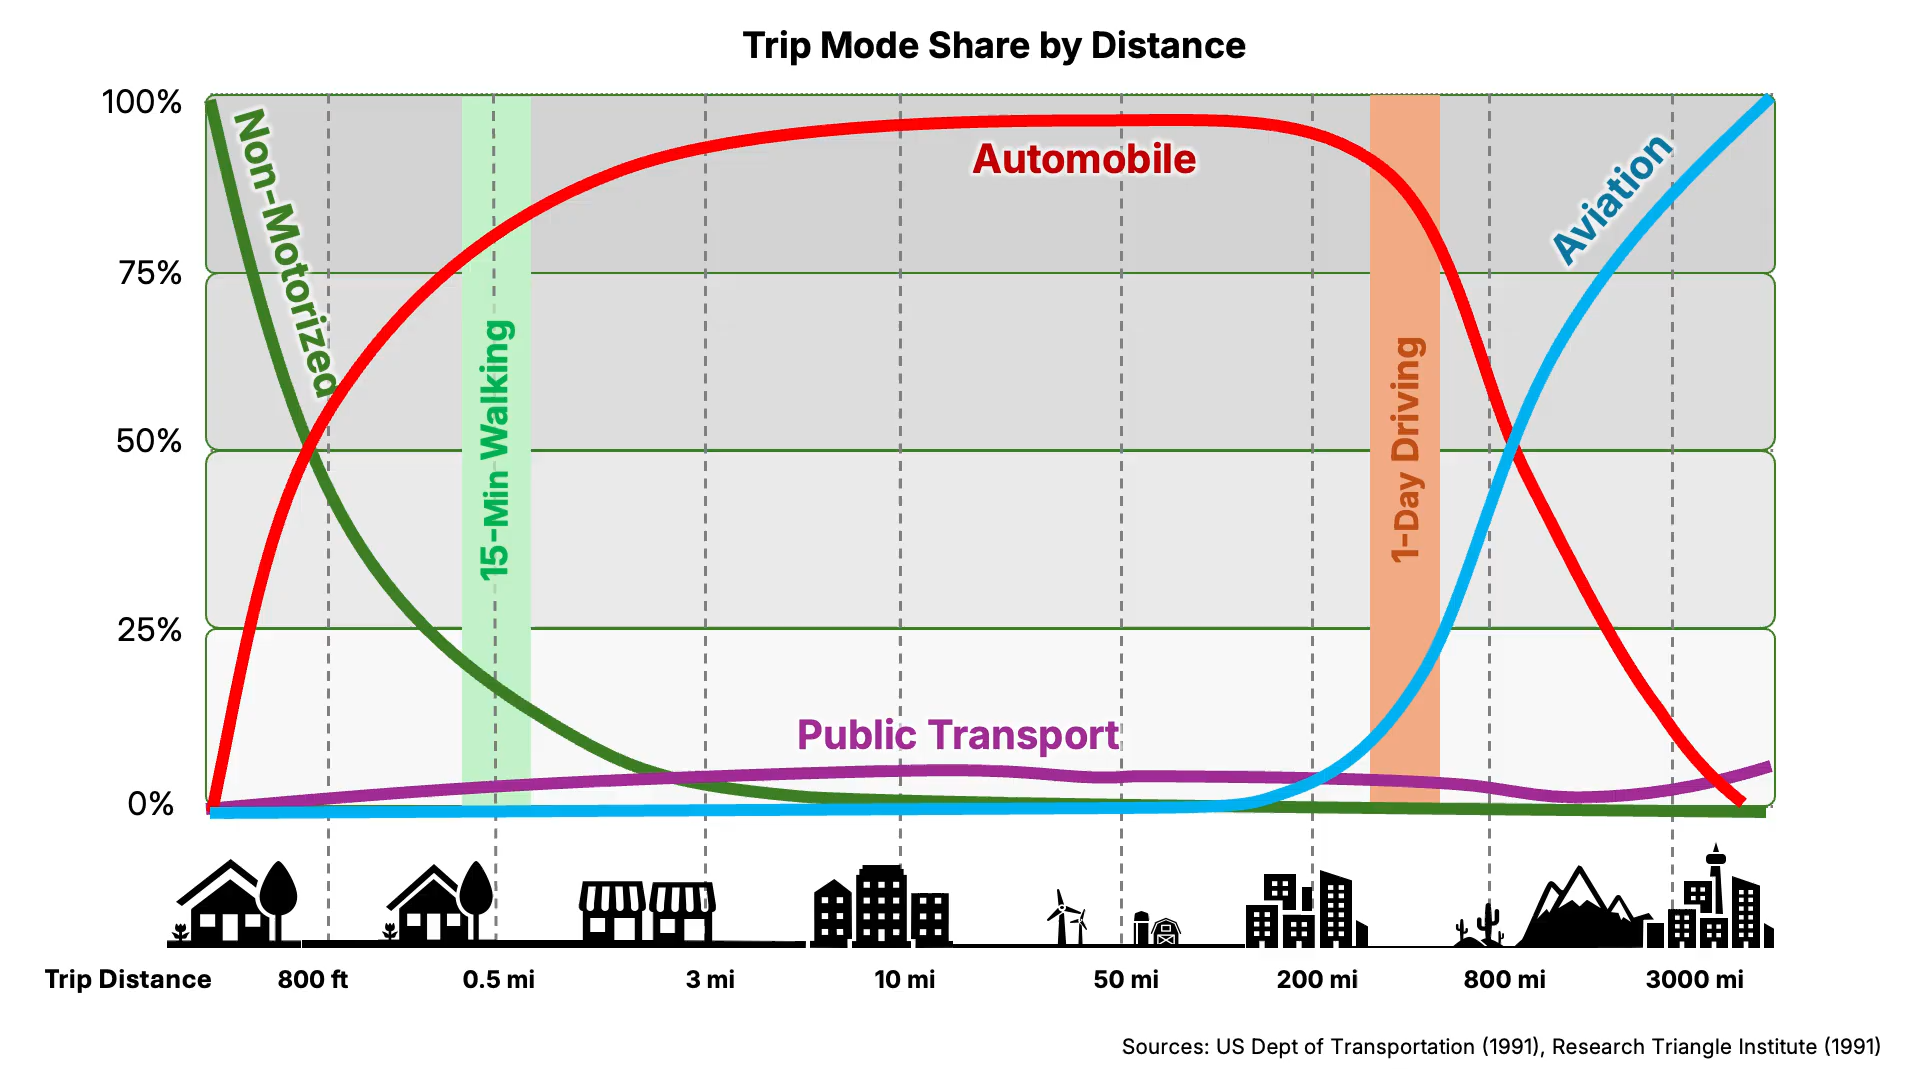 Trip Mode Share by Distance
100%
75%
50%
25%
0%
Non-Motorized
15-Min Walking
Automobile
Public Transport
1-Day Driving
Aviation
Trip Distance 800 ft 0.5 mi 3 mi 10 mi 50 mi 200 mi 800 mi 3000 mi
Sources: US Dept of Transportation (1991), Research Triangle Institute (1991)